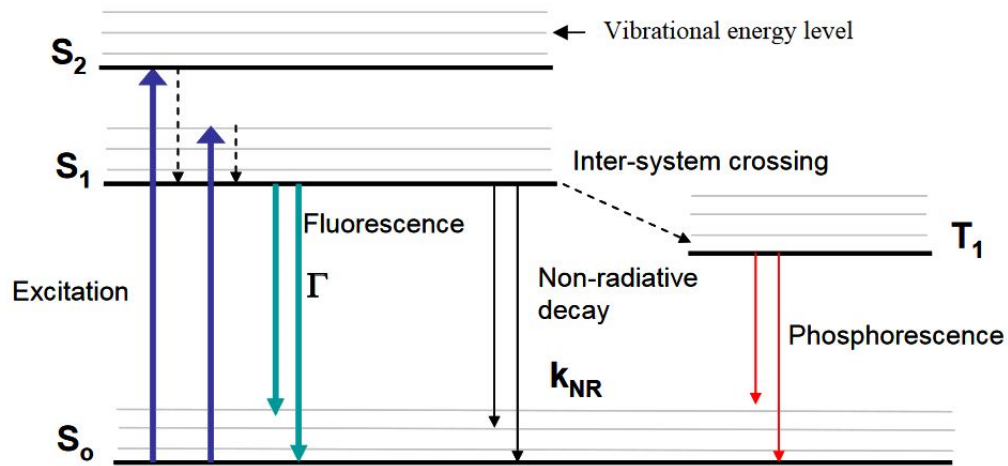 Vibrational energy level
S2
Inter-system crossing
S1
Fluorescence
T1
Non-radiative
decay
Excitation
Γ
Phosphorescence
kNR
So